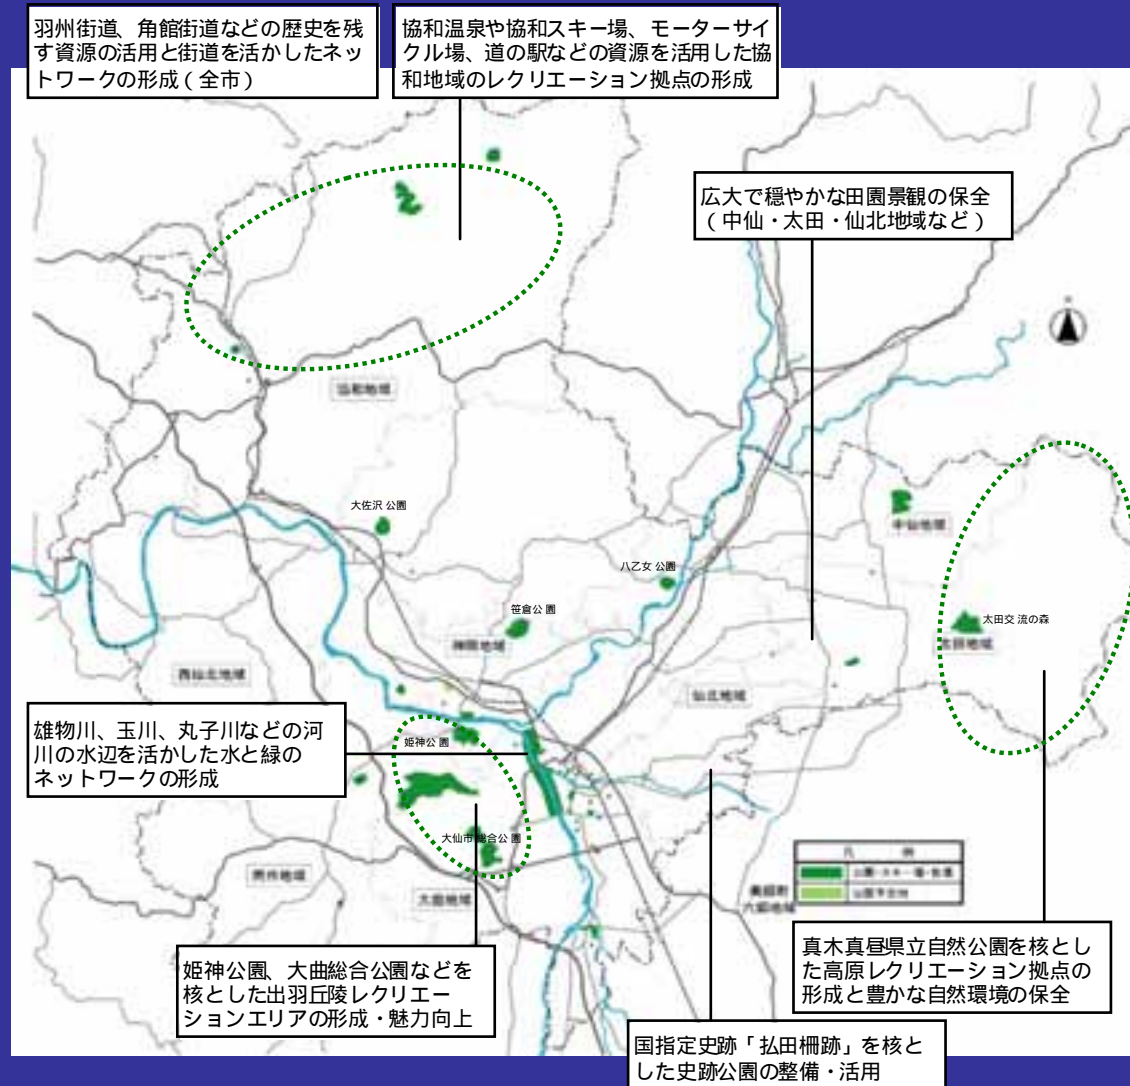 羽州街道、角館街道などの歴史を残
す資源の活用と街道を活かしたネッ
トワークの形成(全市)
協和温泉や協和スキー場、モーターサイ
クル場、道の駅などの資源を活用した協
和地域のレクリエーション拠点の形成
広大で穏やかな田園景観の保全
(中仙・太田・仙北地域など)
協和地域
大佐沢 公園
中仙地域
八乙女 公園
笹倉公 園
太田交 流の森
太田地域
神岡地域
西仙北地域
仙北地域
雄物川、玉川、丸子川などの河
川の水辺を活かした水と緑の
ネットワークの形成
姫神公 園
大仙市 総合公 園
凡 例
南外地域
大曲地域
姫神公園、大曲総合公園などを
核とした出羽丘陵レクリエー
ションエリアの形成・魅力向上
真木真昼県立自然公園を核とし
た高原レクリエーション拠点の
形成と豊かな自然環境の保全
国指定史跡「払田柵跡」を核と
した史跡公園の整備・活用